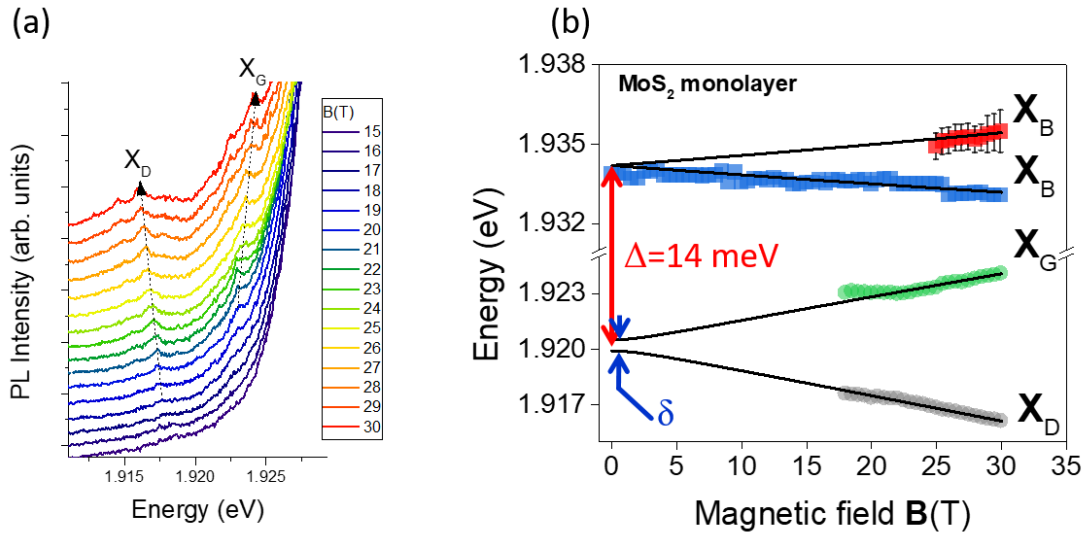 (a)
X_D
X_G
PL Intensity (arb. units)
1.915
1.920
1.925
Energy (eV)
B(T)
15
16
17
18
19
20
21
22
23
24
25
26
27
28
29
30
(b)
MoS₂ monolayer
1.938
1.935
1.932
1.923
1.920
1.917
Energy (eV)
X_B
X_B
X_G
X_D
Δ=14 meV
δ
0
5
10
15
20
25
30
35
Magnetic field B(T)